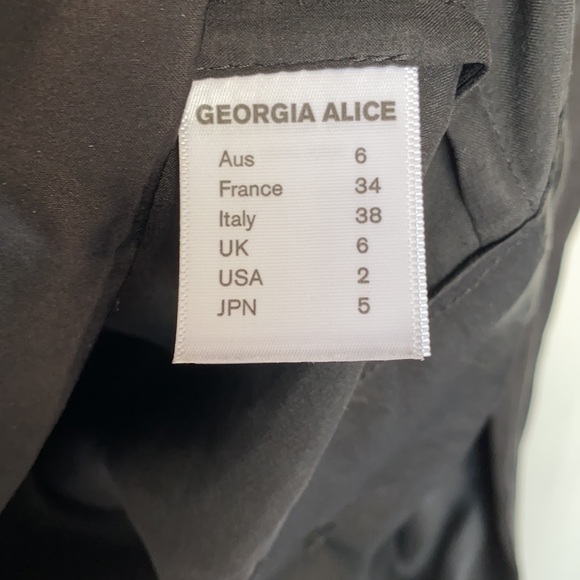 GEORGIA ALICE
Aus 6
France 34
Italy 38
UK 6
USA 2
JPN 5